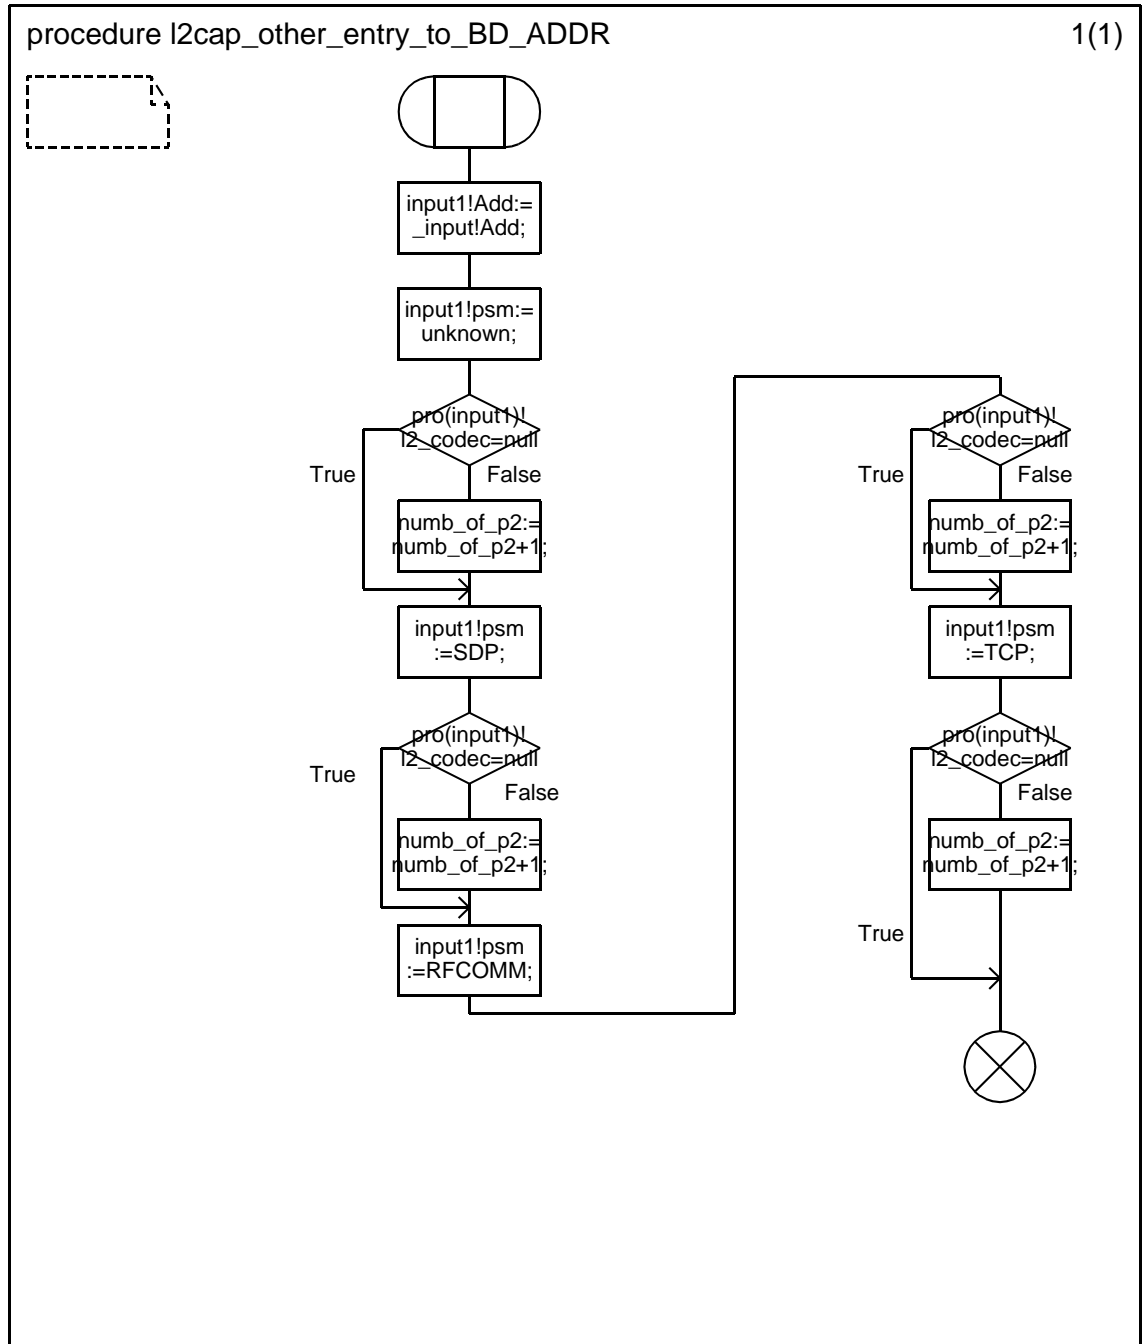 procedure l2cap_other_entry_to_BD_ADDR
1(1)
input1!Add:=
_input!Add;
input1!psm:=
unknown;
pro(input1)!
l2_codec=null
True
False
numb_of_p2:=
numb_of_p2+1;
input1!psm
:=SDP;
pro(input1)!
l2_codec=null
True
False
numb_of_p2:=
numb_of_p2+1;
input1!psm
:=RFCOMM;
pro(input1)!
l2_codec=null
True
False
numb_of_p2:=
numb_of_p2+1;
input1!psm
:=TCP;
pro(input1)!
l2_codec=null
False
numb_of_p2:=
numb_of_p2+1;
True